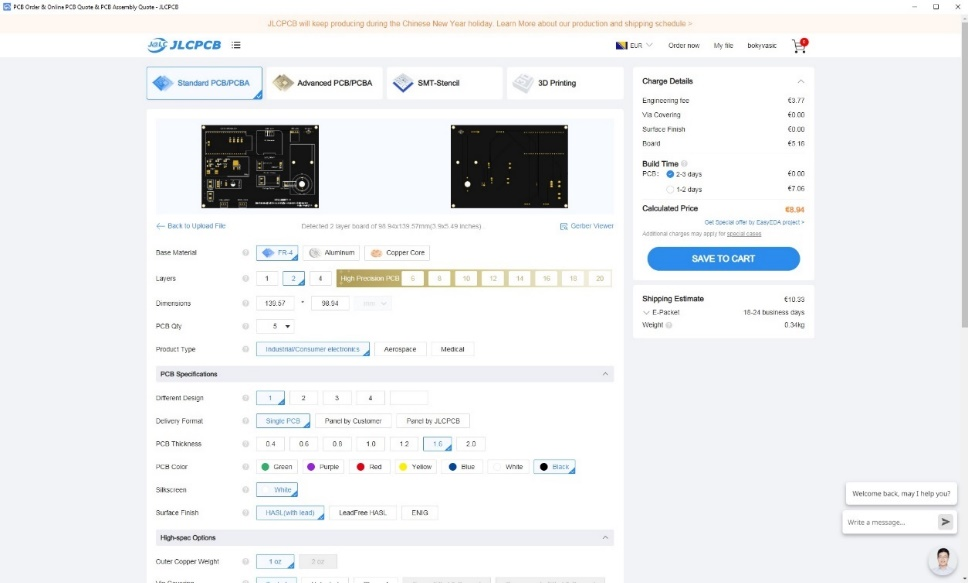 PCB Order & Online PCB Quote & PCB Assembly Quote - JLCPCB
JLCPCB will keep producing during the Chinese New Year holiday. Learn More about our production and shipping schedule >
JLCPCB EUR Order now My file bokyvasic
Standard PCB/PCBA Advanced PCB/PCBA SMT-Stencil 3D Printing
Back to Upload File Detected 2 layer board of 98.94x139.57mm(3.9x5.49 inches). Gerber Viewer
Base Material FR-4 Aluminum Copper Core
Layers 1 2 4 High Precision PCB 6 8 10 12 14 16 18 20
Dimensions 139.57 * 98.94 mm
PCB Qty 5
Product Type Industrial/Consumer electronics Aerospace Medical
PCB Specifications
Different Design 1 2 3 4
Delivery Format Single PCB Panel by Customer Panel by JLCPCB
PCB Thickness 0.4 0.6 0.8 1.0 1.2 1.6 2.0
PCB Color Green Purple Red Yellow Blue White Black
Silkscreen White
Surface Finish HASL(with lead) LeadFree HASL ENIG
High-spec Options
Outer Copper Weight 1 oz 2 oz
Charge Details
Engineering fee €3.77
Via Covering €0.00
Surface Finish €0.00
Board €5.16
Build Time
PCB: 2-3 days €0.00
1-2 days €7.06
Calculated Price €8.94
Get Special offer by EasyEDA project >
Additional charges may apply for special cases
SAVE TO CART
Shipping Estimate €10.33
E-Packet 16-24 business days
Weight 0.34kg
Welcome back, may I help you?
Write a message...